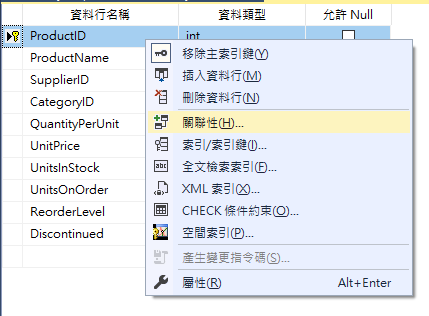 資料行名稱 資料類型 允許 Null
ProductID int
ProductName
SupplierID
CategoryID
QuantityPerUnit
UnitPrice
UnitsInStock
UnitsOnOrder
ReorderLevel
Discontinued
移除主索引鍵(Y)
插入資料行(M)
刪除資料行(N)
關聯性(H)...
索引/索引鍵(I)...
abc 全文檢索索引(F)...
XML 索引(X)...
CHECK 條件約束(O)...
空間索引(P)...
產生變更指令碼(S)...
屬性(R) Alt+Enter